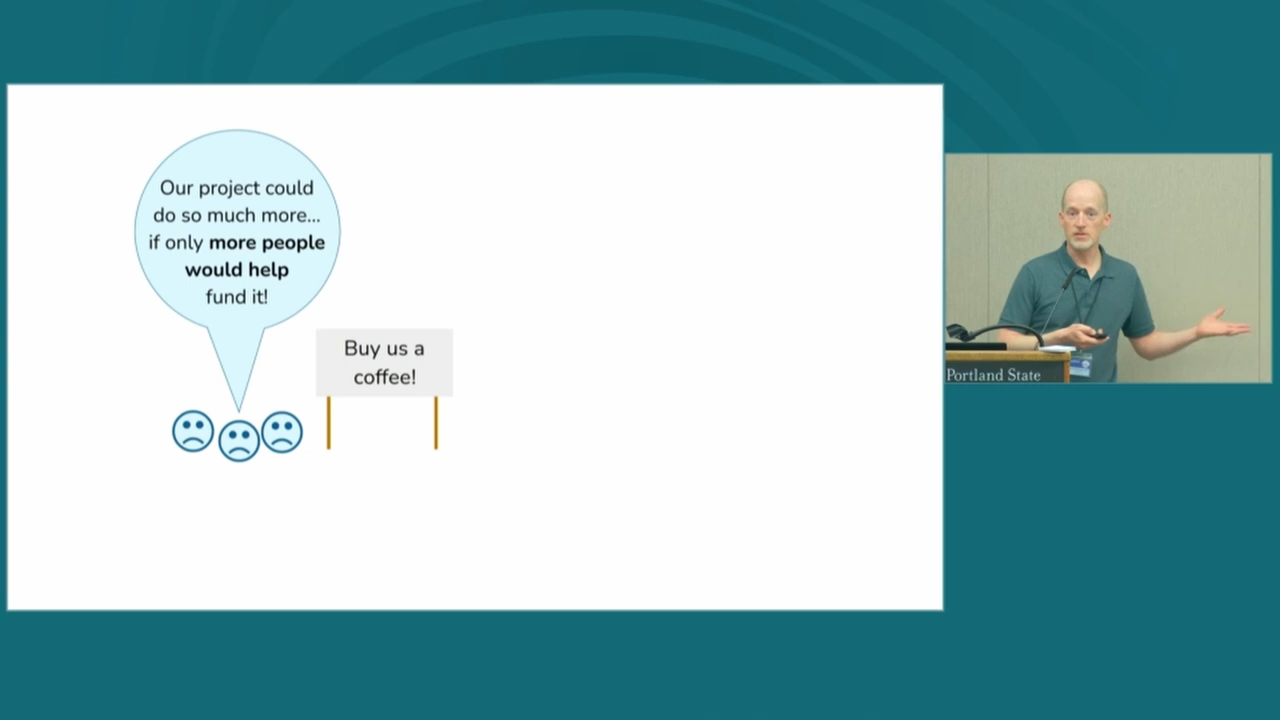 Our project could
do so much more...
if only more people
would help
fund it!
Buy us a
coffee!
Portland State